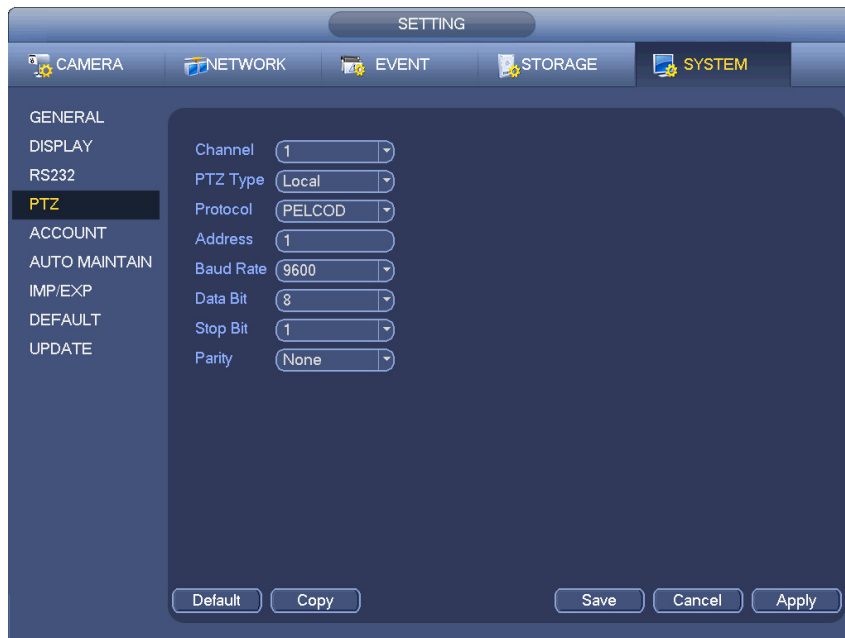 SETTING
CAMERA NETWORK EVENT STORAGE SYSTEM
GENERAL
DISPLAY
RS232
PTZ
ACCOUNT
AUTO MAINTAIN
IMP/EXP
DEFAULT
UPDATE
Channel 1
PTZ Type Local
Protocol PELCOD
Address 1
Baud Rate 9600
Data Bit 8
Stop Bit 1
Parity None
Default Copy Save Cancel Apply